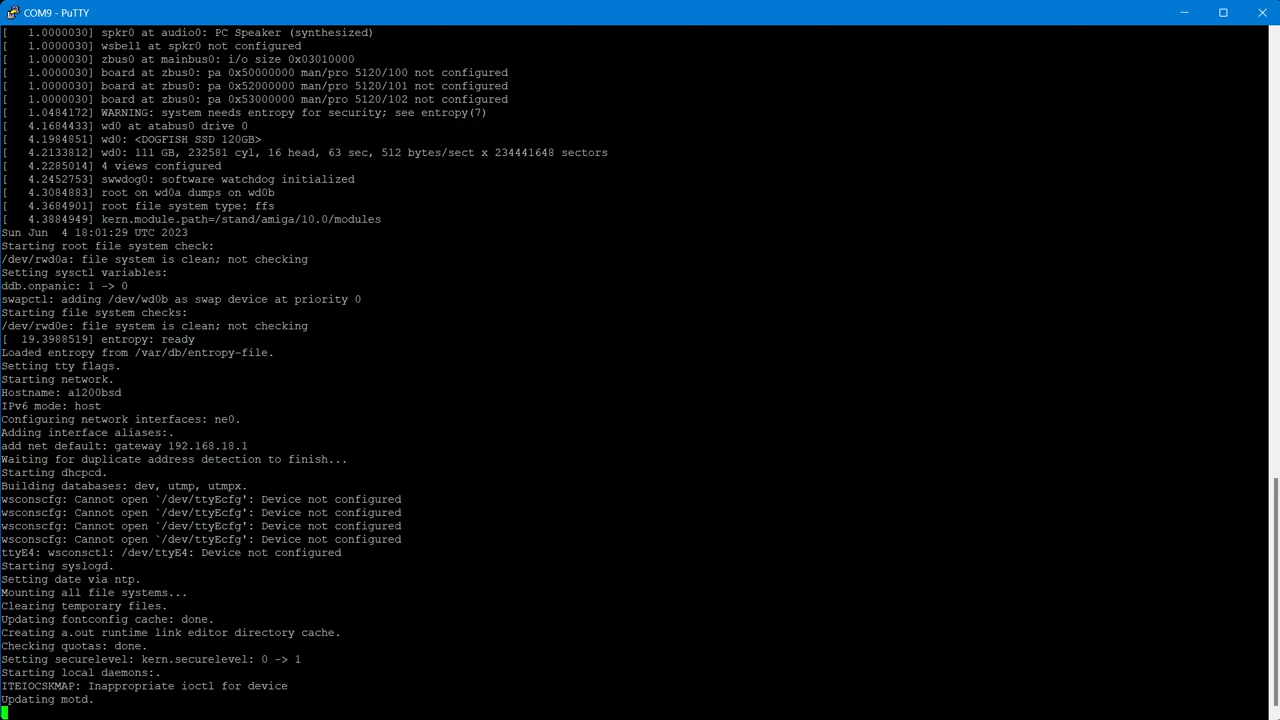 COM9 - PuTTY
[   1.0000030] spkr0 at audio0: PC Speaker (synthesized)
[   1.0000030] wsbell at spkr0 not configured
[   1.0000030] zbus0 at mainbus0: i/o size 0x03010000
[   1.0000030] board at zbus0: pa 0x50000000 man/pro 5120/100 not configured
[   1.0000030] board at zbus0: pa 0x52000000 man/pro 5120/101 not configured
[   1.0000030] board at zbus0: pa 0x53000000 man/pro 5120/102 not configured
[   1.0484172] WARNING: system needs entropy for security; see entropy(7)
[   4.1684433] wd0 at atabus0 drive 0
[   4.1984851] wd0: <DOGFISH SSD 120GB>
[   4.2133812] wd0: 111 GB, 232581 cyl, 16 head, 63 sec, 512 bytes/sect x 234441648 sectors
[   4.2285014] 4 views configured
[   4.2452753] swwdog0: software watchdog initialized
[   4.3084883] root on wd0a dumps on wd0b
[   4.3684901] root file system type: ffs
[   4.3884949] kern.module.path=/stand/amiga/10.0/modules
Sun Jun  4 18:01:29 UTC 2023
Starting root file system check:
/dev/rwd0a: file system is clean; not checking
Setting sysctl variables:
ddb.onpanic: 1 -> 0
swapctl: adding /dev/wd0b as swap device at priority 0
Starting file system checks:
/dev/rwd0e: file system is clean; not checking
[  19.3988519] entropy: ready
Loaded entropy from /var/db/entropy-file.
Setting tty flags.
Starting network.
Hostname: a1200bsd
IPv6 mode: host
Configuring network interfaces: ne0.
Adding interface aliases:.
add net default: gateway 192.168.18.1
Waiting for duplicate address detection to finish...
Starting dhcpcd.
Building databases: dev, utmp, utmpx.
wsconscfg: Cannot open `/dev/ttyEcfg': Device not configured
wsconscfg: Cannot open `/dev/ttyEcfg': Device not configured
wsconscfg: Cannot open `/dev/ttyEcfg': Device not configured
wsconscfg: Cannot open `/dev/ttyEcfg': Device not configured
ttyE4: wsconsctl: /dev/ttyE4: Device not configured
Starting syslogd.
Setting date via ntp.
Mounting all file systems...
Clearing temporary files.
Updating fontconfig cache: done.
Creating a.out runtime link editor directory cache.
Checking quotas: done.
Setting securelevel: kern.securelevel: 0 -> 1
Starting local daemons:.
ITEIOCSKMAP: Inappropriate ioctl for device
Updating motd.